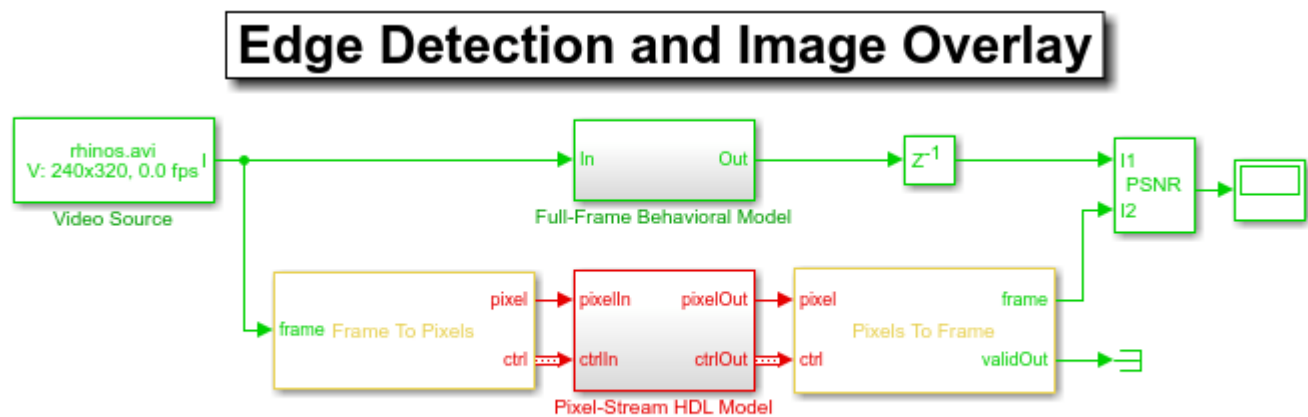 Edge Detection and Image Overlay
rhinos.avi
V: 240x320, 0.0 fps
I
Video Source
In
Out
Full-Frame Behavioral Model
Z-1
I1
PSNR
I2
frame
Frame To Pixels
pixel
ctrl
pixelIn
pixelOut
ctrlIn
ctrlOut
Pixel-Stream HDL Model
pixel
ctrl
Pixels To Frame
frame
validOut